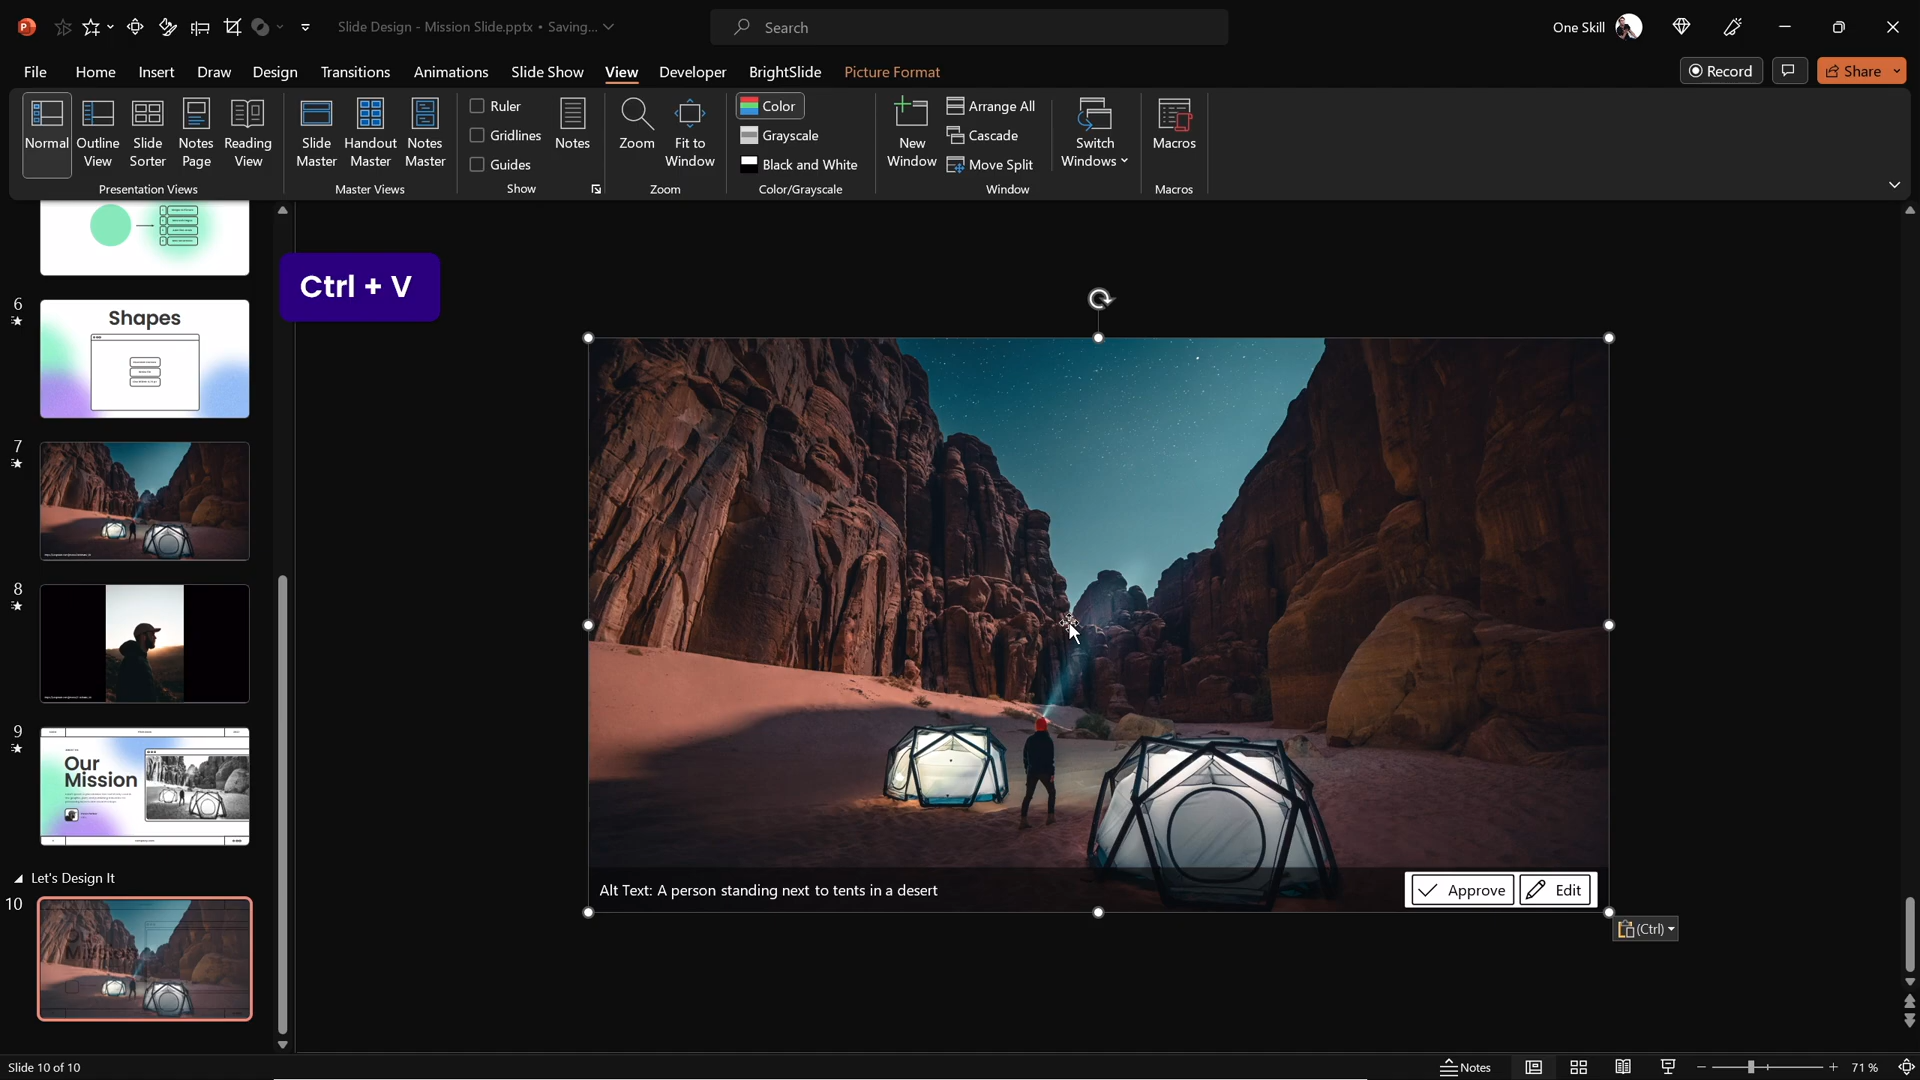 Slide Design - Mission Slide.pptx • Saving...
Search
One Skill
File
Home
Insert
Draw
Design
Transitions
Animations
Slide Show
View
Developer
BrightSlide
Picture Format
Record
Share
Normal
Outline View
Slide Sorter
Notes Page
Reading View
Presentation Views
Slide Master
Handout Master
Notes Master
Master Views
Ruler
Gridlines
Guides
Notes
Show
Zoom
Fit to Window
Zoom
Color
Grayscale
Black and White
Color/Grayscale
New Window
Arrange All
Cascade
Move Split
Switch Windows
Window
Macros
Macros
Ctrl + V
6
Shapes
7
8
9
Our
Mission
Let's Design It
10
Our
Mission
Alt Text: A person standing next to tents in a desert
Approve
Edit
(Ctrl)
Slide 10 of 10
Notes
71 %